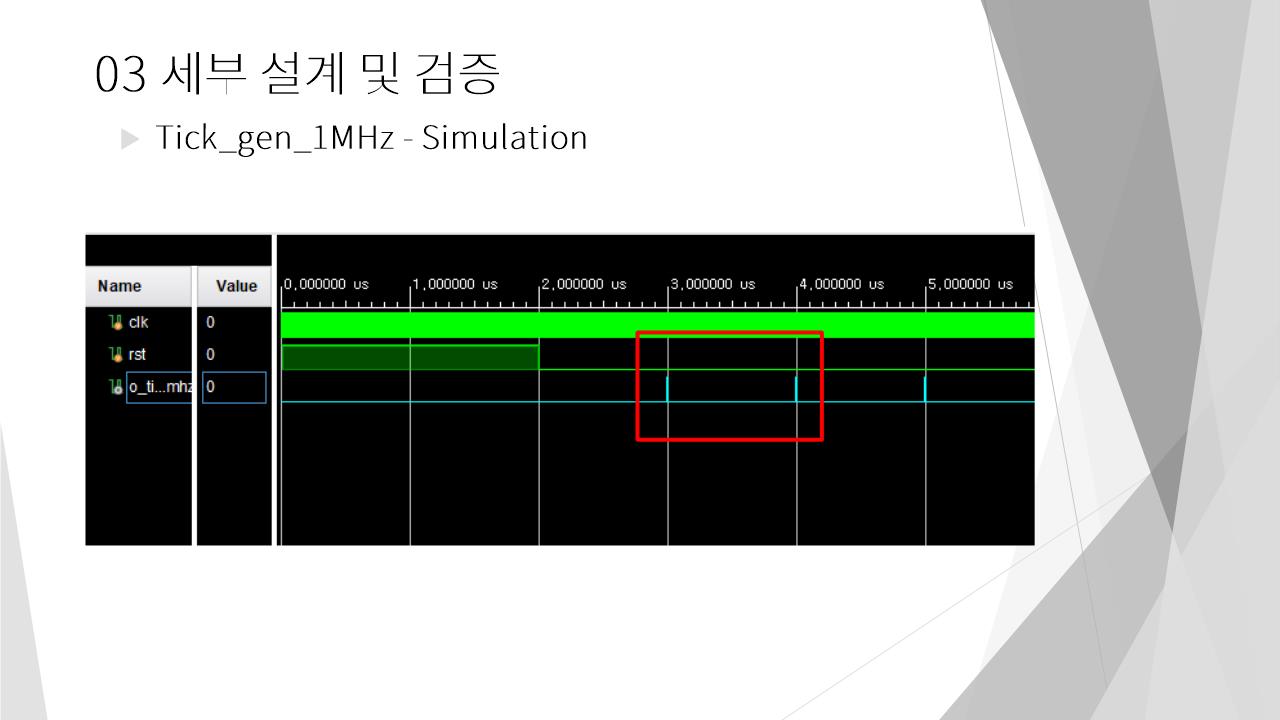 03 세부 설계 및 검증
Tick_gen_1MHz - Simulation
Name Value 0,000000 us 1,000000 us 2,000000 us 3,000000 us 4,000000 us 5,000000 us
clk 0
rst 0
o_ti...mhz 0